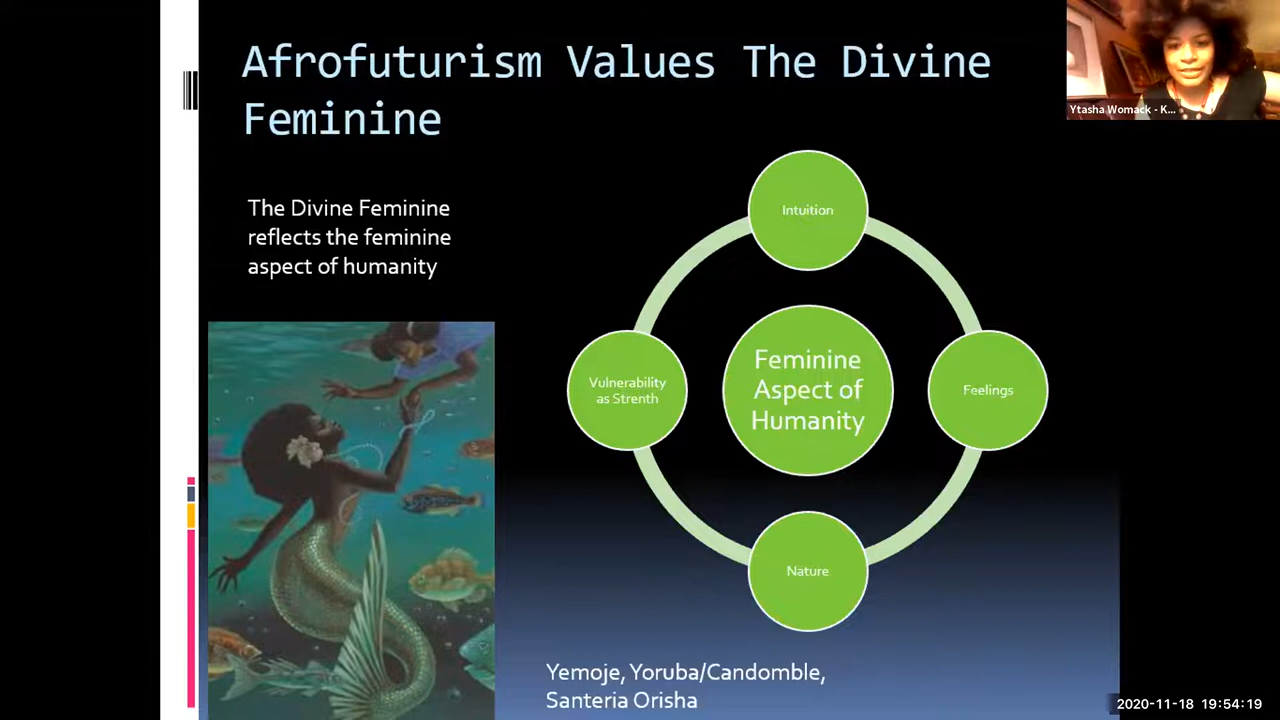 Afrofuturism Values The Divine
Feminine
Ytasha Womack - K...
The Divine Feminine
reflects the feminine
aspect of humanity
Intuition
Vulnerability
as Strenth
Feminine
Aspect of
Humanity
Feelings
Nature
Yemoje, Yoruba/Candomble,
Santeria Orisha
2020-11-18 19:54:19